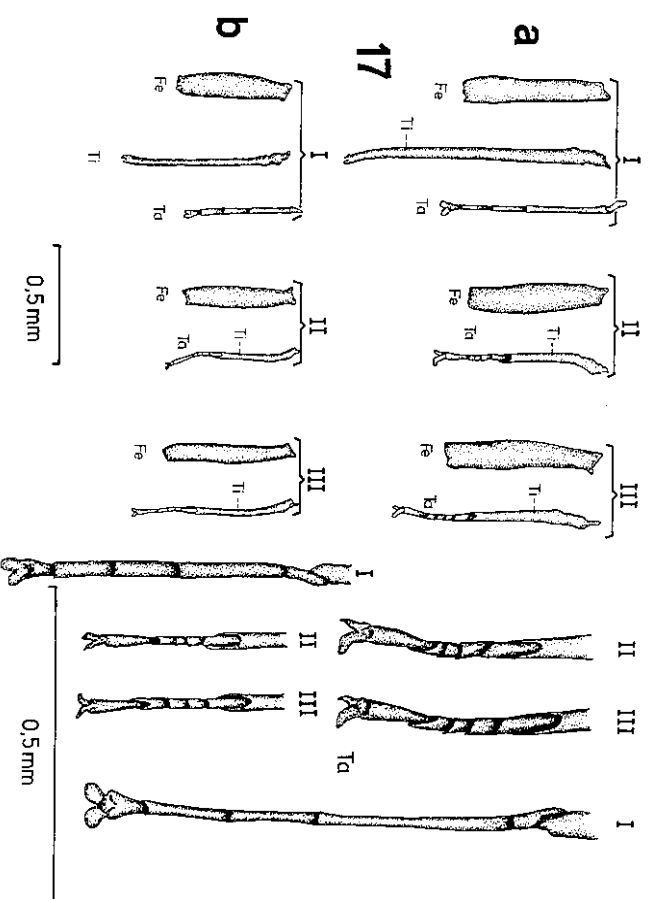 a
I II III II III I
Ti Ti
Fe Fe Ta Fe Ta
Ta
Ti
17
Ta
b
I II III I II III
Ti Ti
Fe Fe Ta Fe
Ti Ta
0,5mm 0,5mm